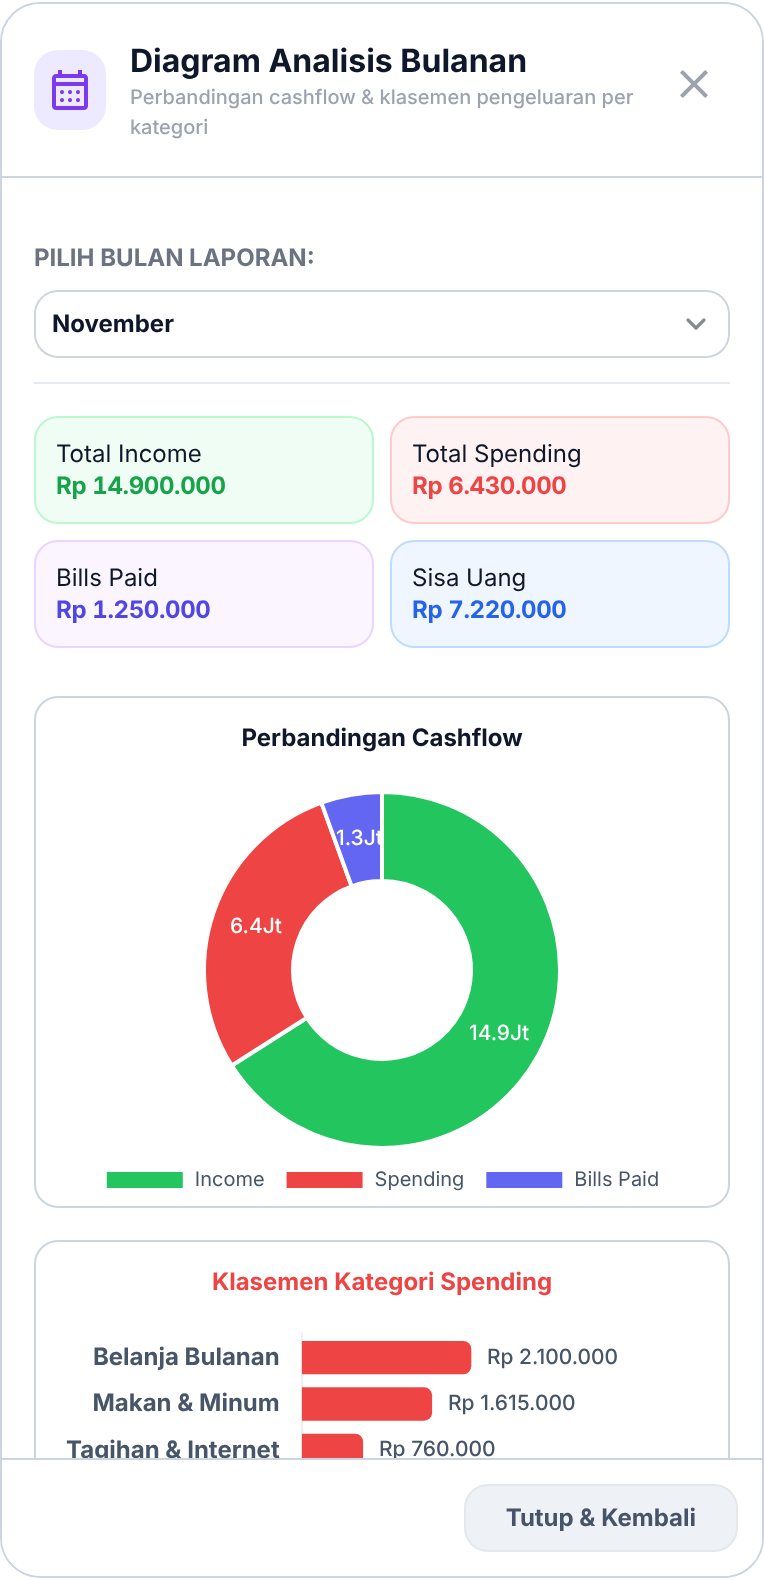 Diagram Analisis Bulanan
Perbandingan cashflow & klasemen pengeluaran per
kategori
PILIH BULAN LAPORAN:
November
Total Income
Rp 14.900.000
Total Spending
Rp 6.430.000
Bills Paid
Rp 1.250.000
Sisa Uang
Rp 7.220.000
Perbandingan Cashflow
1.3Jt
6.4Jt
14.9Jt
Income
Spending
Bills Paid
Klasemen Kategori Spending
Belanja Bulanan
Rp 2.100.000
Makan & Minum
Rp 1.615.000
Tagihan & Internet
Rp 760.000
Tutup & Kembali